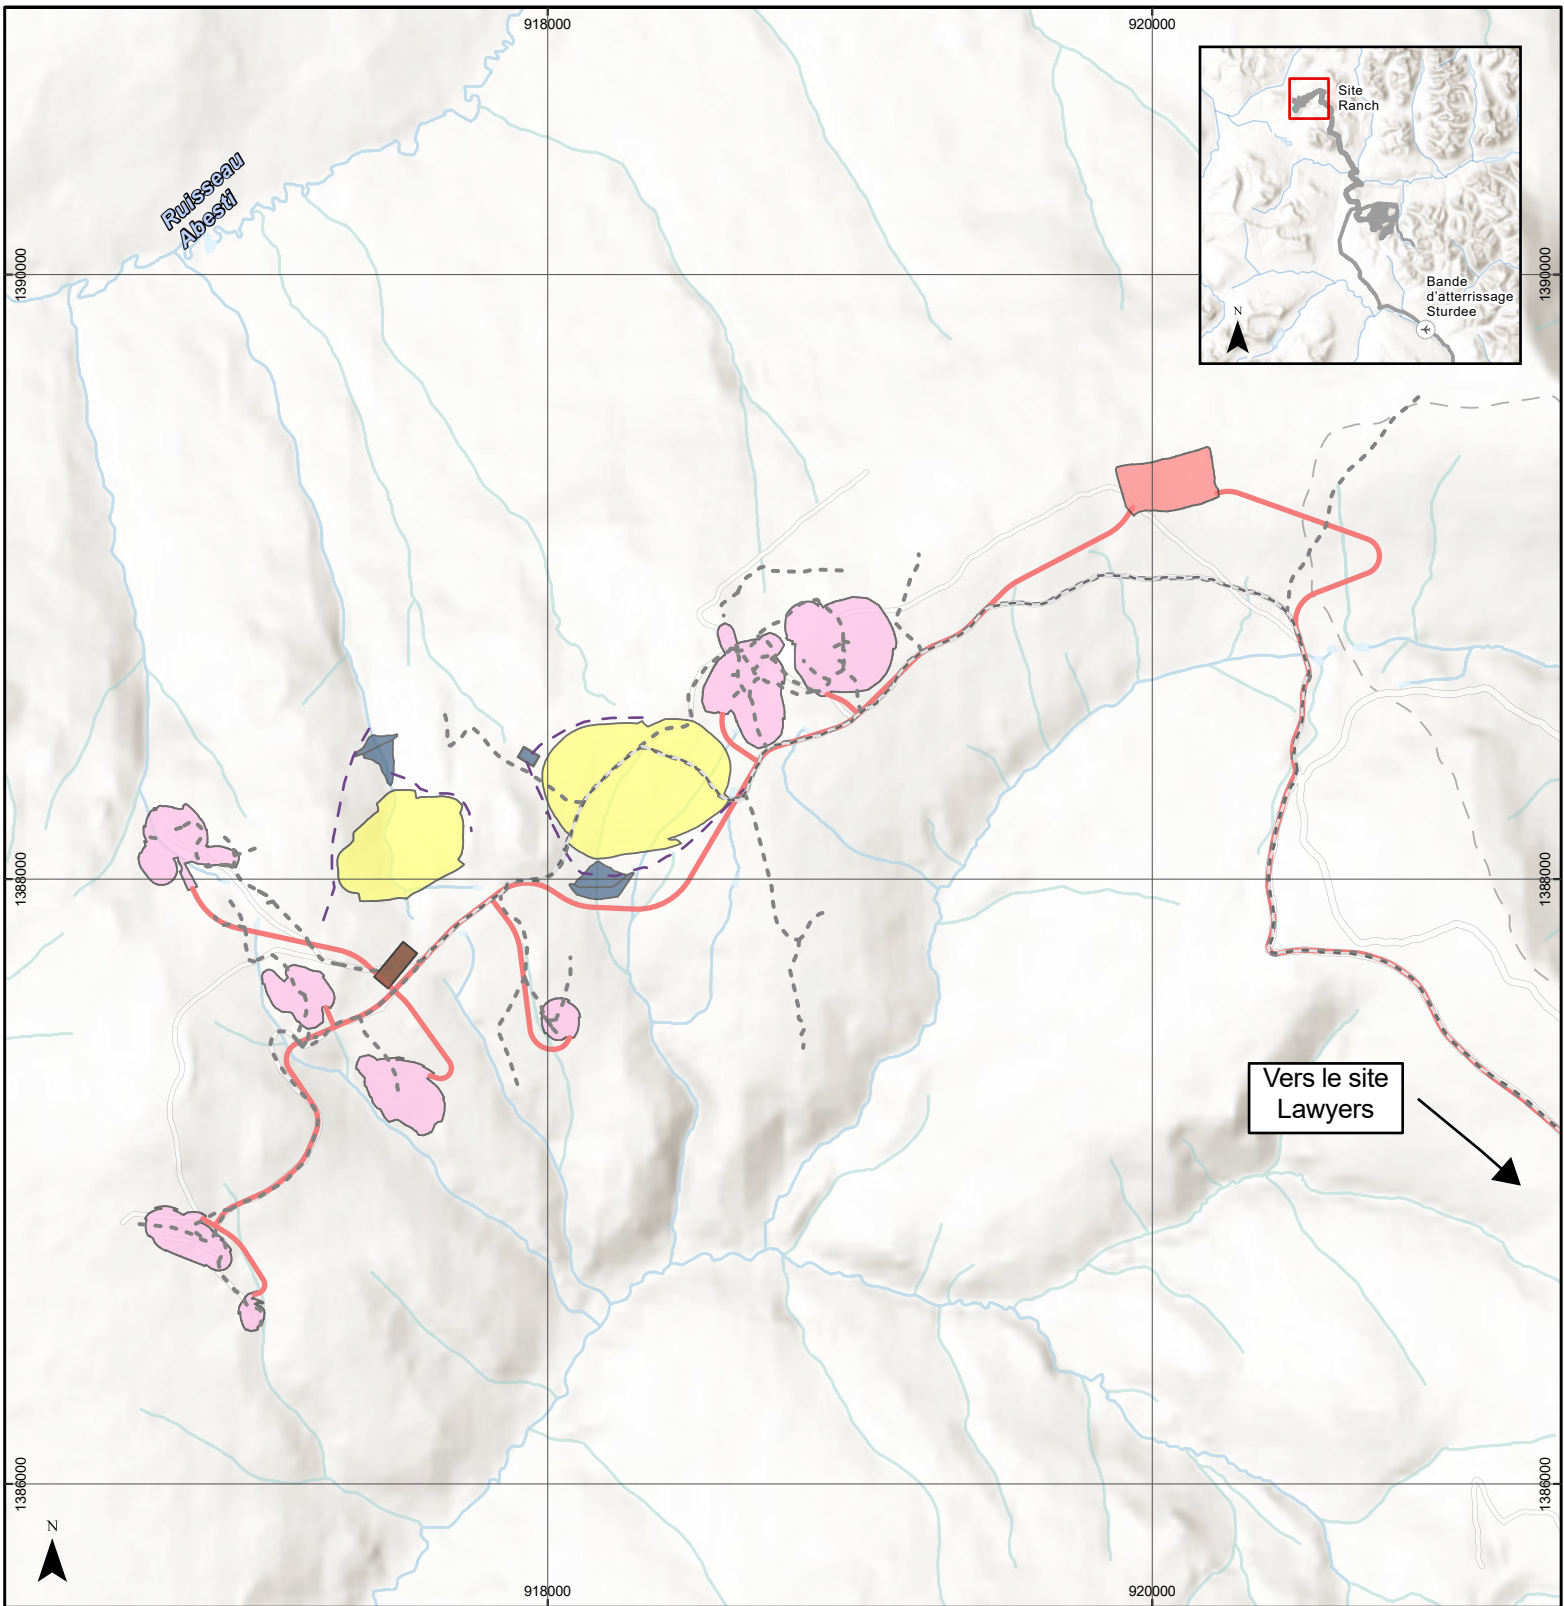 918000
920000
Site
Ranch
Bande
d'atterrissage
Sturdee
N
Ruisseau
Abesti
1390000
1390000
1388000
1388000
Vers le site
Lawyers
1386000
1386000
N
918000
920000